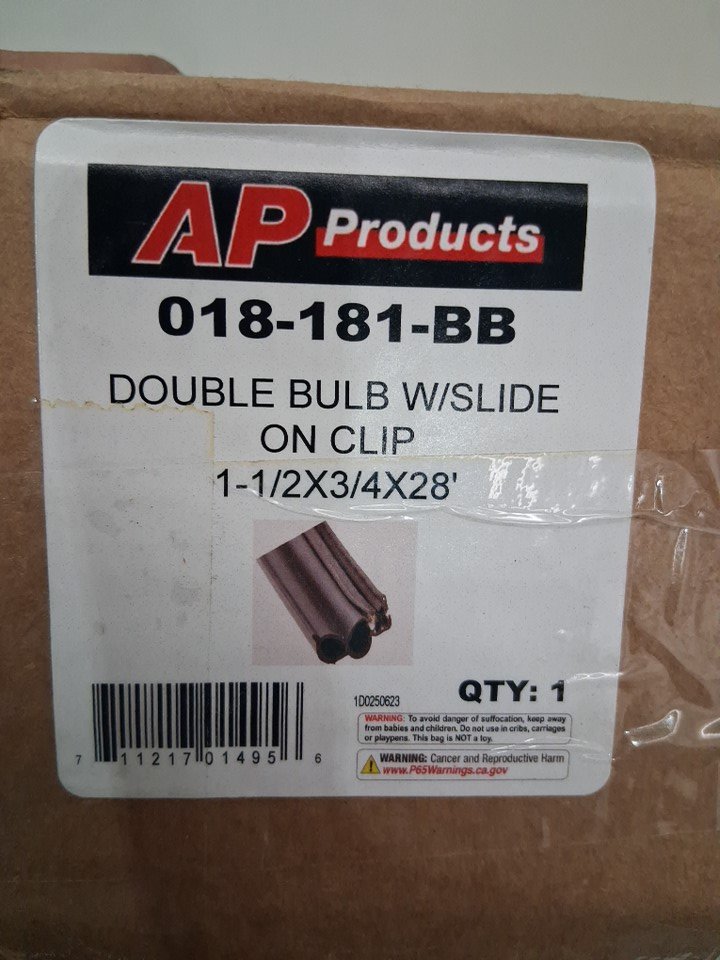 AP Products
018-181-BB
DOUBLE BULB W/SLIDE
ON CLIP
1-1/2X3/4X28'
QTY: 1
1D0250623
WARNING: To avoid danger of suffocation, keep away
from babies and children. Do not use in cribs, carriages
or playpens. This bag is NOT a toy.
WARNING: Cancer and Reproductive Harm
www.P65Warnings.ca.gov
7 11217 01495 6